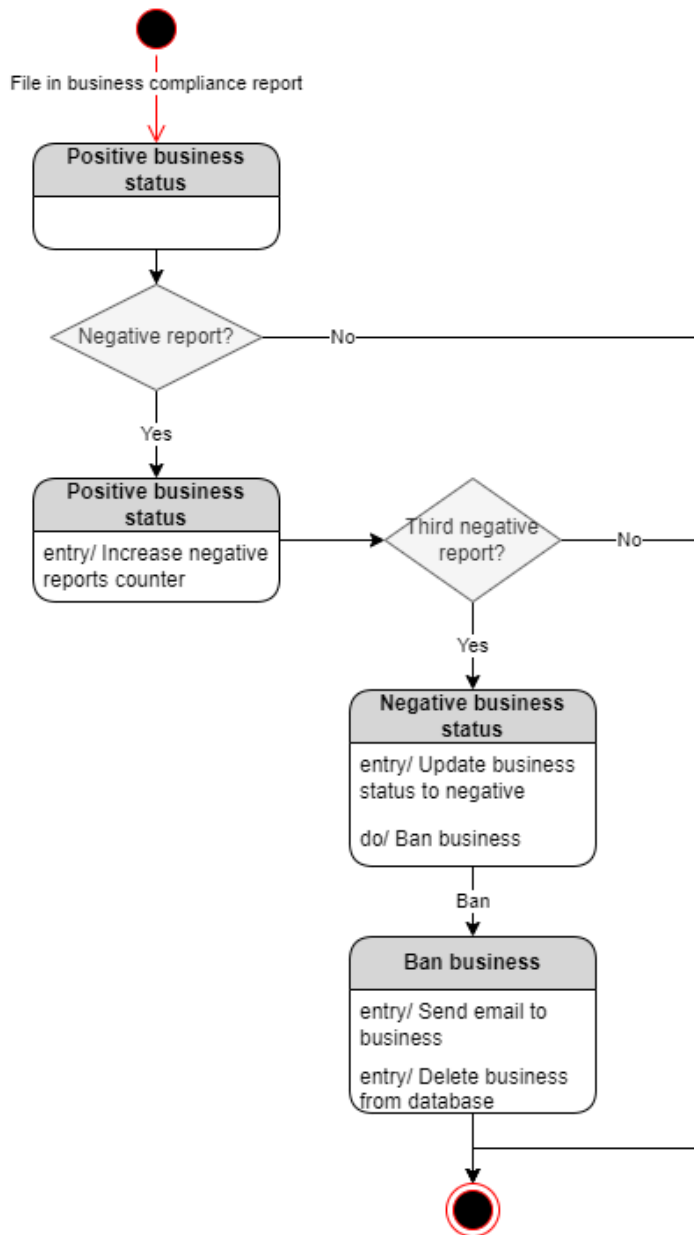 File in business compliance report
Positive business
status
Negative report?
No
Yes
Positive business
status
entry/ Increase negative
reports counter
Third negative
report?
No
Yes
Negative business
status
entry/ Update business
status to negative
do/ Ban business
Ban
Ban business
entry/ Send email to
business
entry/ Delete business
from database